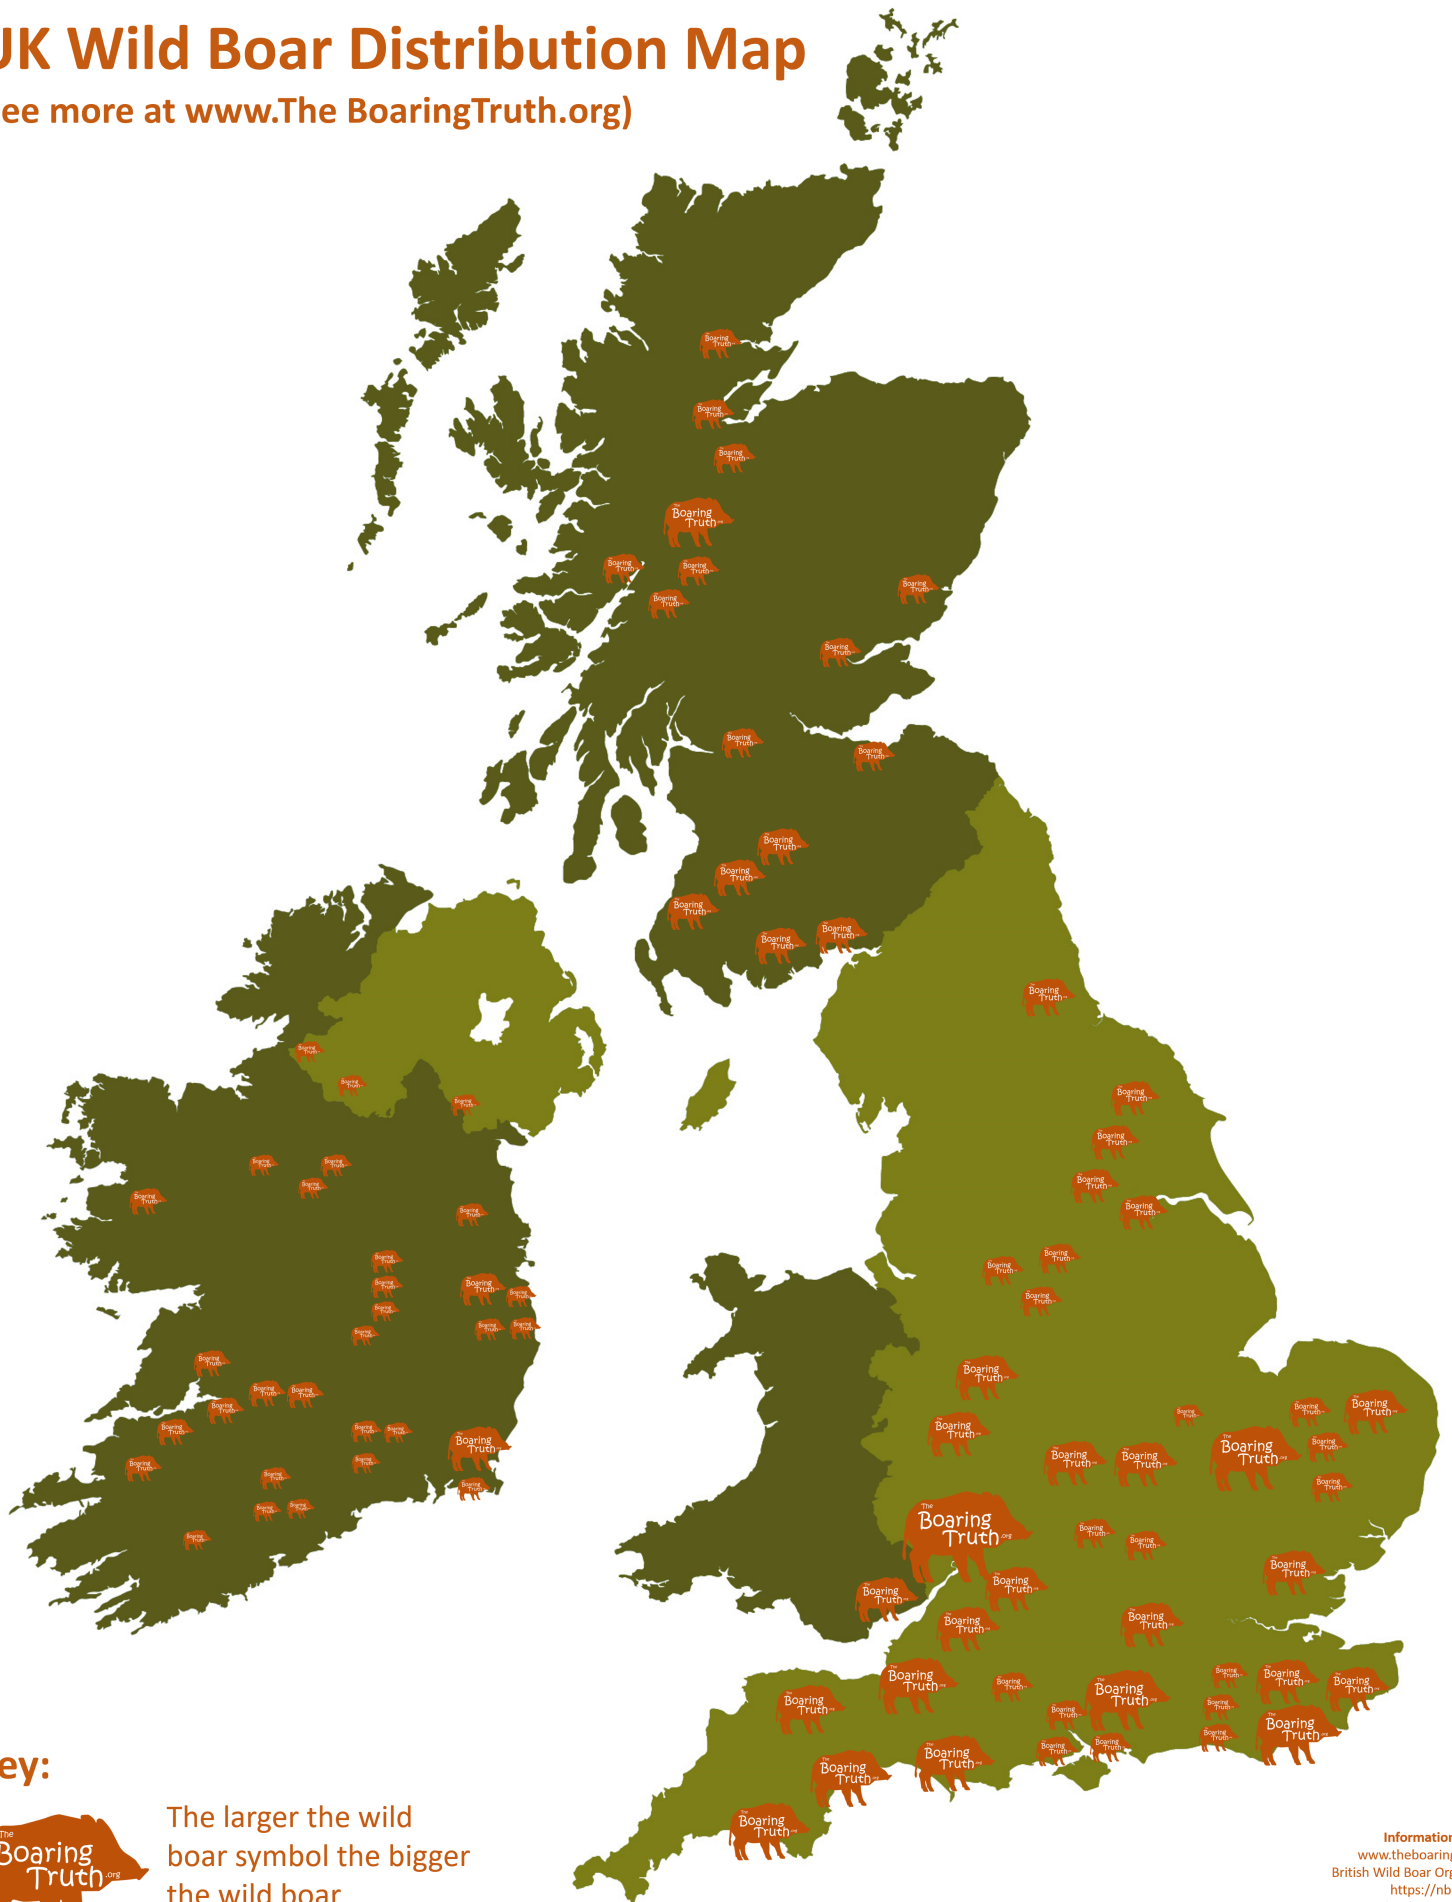 UK Wild Boar Distribution Map
ee more at www.The BoaringTruth.org)
ey:
The Boaring Truth.org
The larger the wild
boar symbol the bigger
the wild boar
Information
www.theboaring
British Wild Boar Org
https://nb